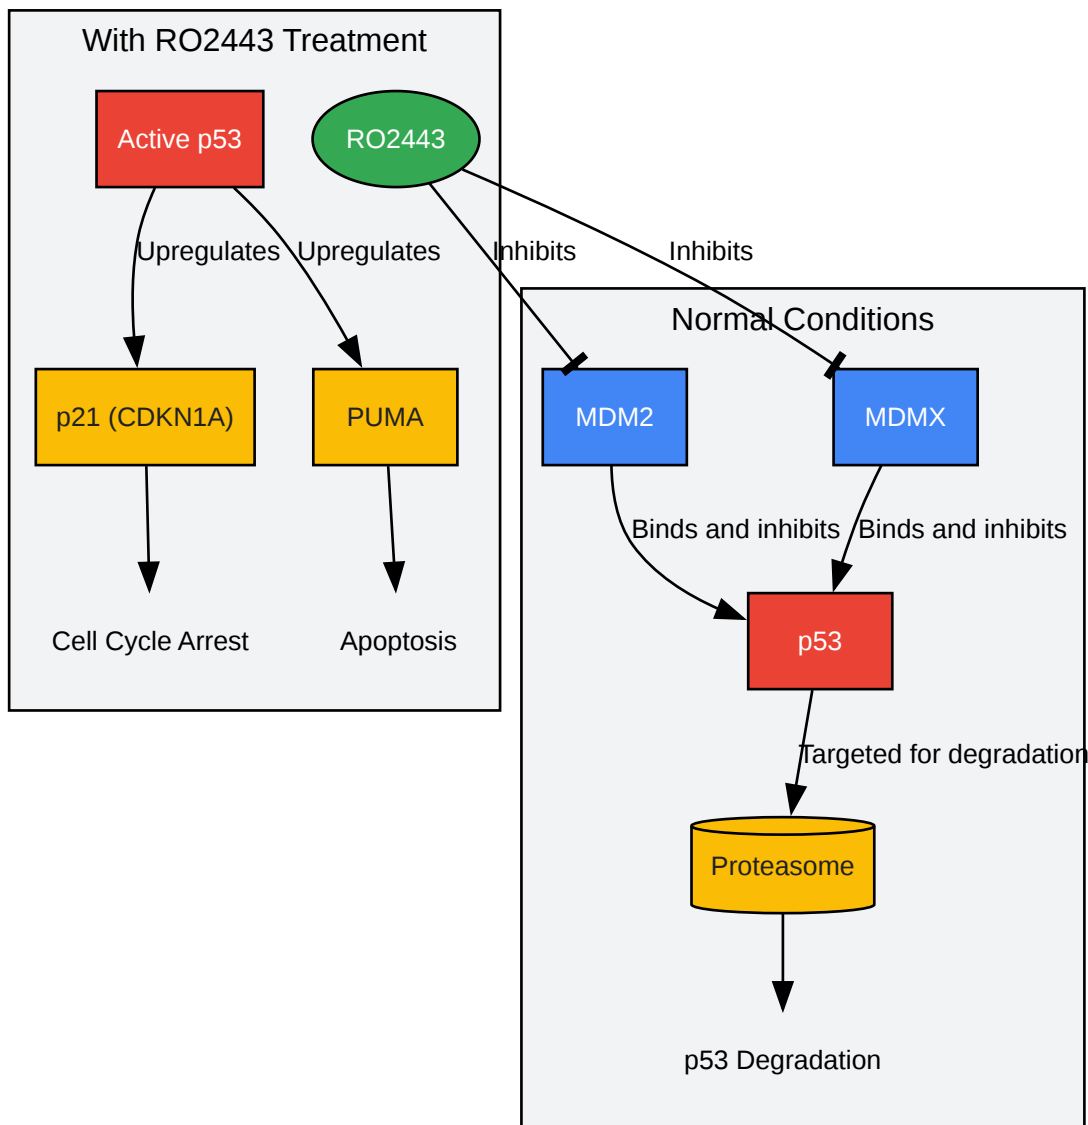 With RO2443 Treatment
Active p53
RO2443
Upregulates
Upregulates
Inhibits
Inhibits
Normal Conditions
p21 (CDKN1A)
PUMA
MDM2
MDMX
Binds and inhibits
Binds and inhibits
Cell Cycle Arrest
Apoptosis
p53
Targeted for degradation
Proteasome
p53 Degradation